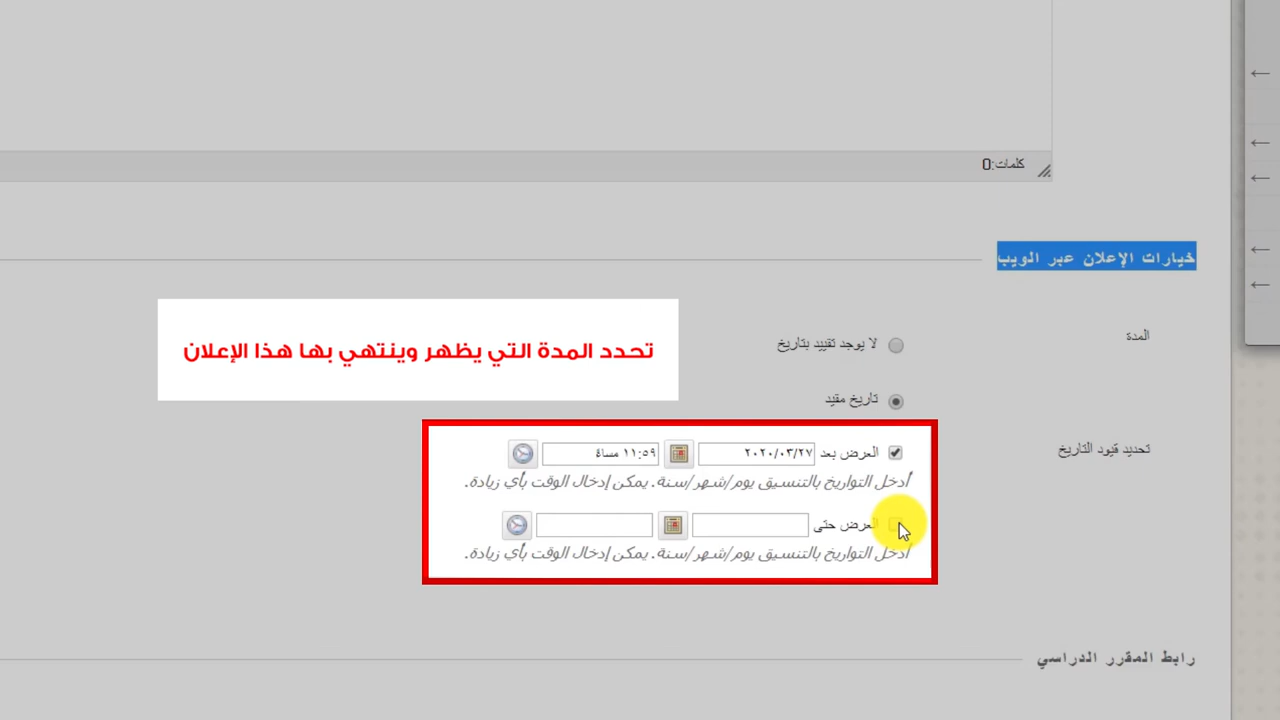 كلمات:0
خيارات الإعلان عبر الويب
المدة
لا يوجد تقييد بتاريخ
تحدد المدة التي يظهر وينتهي بها هذا الإعلان
تاريخ مقيد
تحديد قيود التاريخ
العرض بعد ٢٠٢٠/٠٣/٢٧ ١١:٥٩ مساءً
أدخل التواريخ بالتنسيق يوم/شهر/سنة. يمكن إدخال الوقت بأي زيادة.
العرض حتى
أدخل التواريخ بالتنسيق يوم/شهر/سنة. يمكن إدخال الوقت بأي زيادة.
رابط المقرر الدراسي